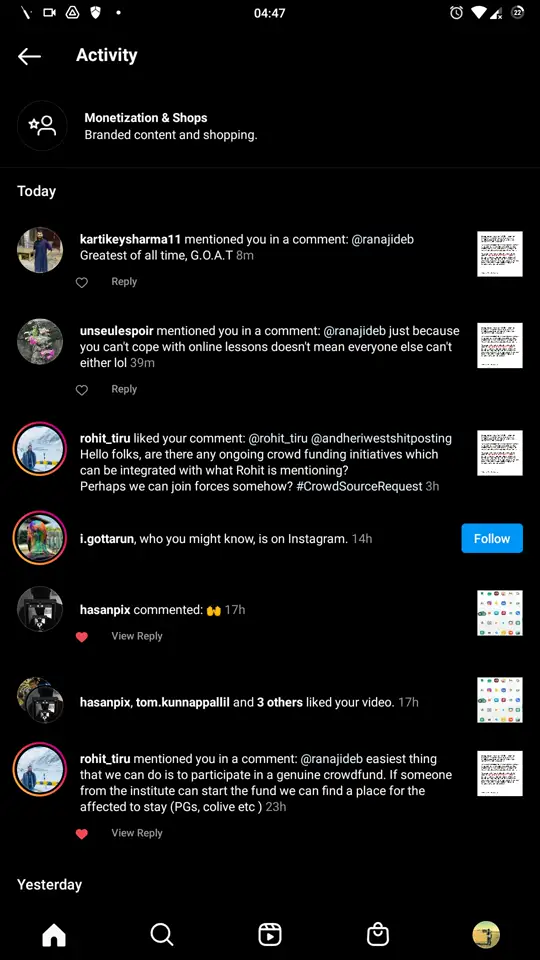 04:47
22
Activity
Monetization & Shops
Branded content and shopping.
Today
kartikeysharma11 mentioned you in a comment: @ranajideb
Greatest of all time, G.O.A.T 8m
Reply
unseulespoir mentioned you in a comment: @ranajideb just because
you can't cope with online lessons doesn't mean everyone else can't
either lol 39m
Reply
rohit_tiru liked your comment: @rohit_tiru @andheriwestshitposting
Hello folks, are there any ongoing crowd funding initiatives which
can be integrated with what Rohit is mentioning?
Perhaps we can join forces somehow? #CrowdSourceRequest 3h
i.gottarun, who you might know, is on Instagram. 14h
Follow
hasanpix commented: 🙌 17h
View Reply
hasanpix, tom.kunnappallil and 3 others liked your video. 17h
rohit_tiru mentioned you in a comment: @ranajideb easiest thing
that we can do is to participate in a genuine crowdfund. If someone
from the institute can start the fund we can find a place for the
affected to stay (PGs, colive etc ) 23h
View Reply
Yesterday